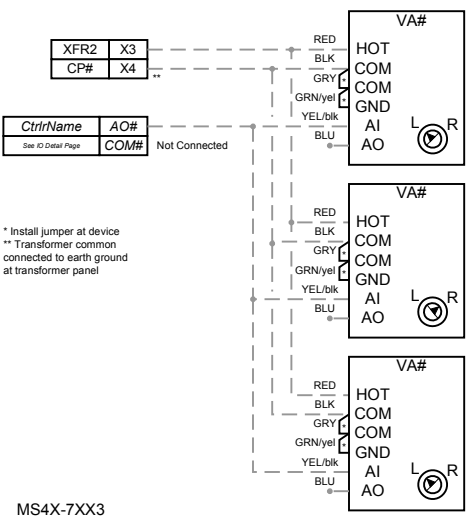 VA#
RED
HOT
XFR2 X3
BLK
COM
CP# X4
**
GRY
*
COM
GRN/yel
*
GND
YEL/blk
AI
L R
CtrlrName AO#
BLU
AO
See IO Detail Page COM# Not Connected
VA#
RED
HOT
BLK
COM
* Install jumper at device
** Transformer common
connected to earth ground
at transformer panel
GRY
*
COM
GRN/yel
*
GND
YEL/blk
AI
L R
BLU
AO
VA#
RED
HOT
BLK
COM
GRY
*
COM
GRN/yel
*
GND
YEL/blk
AI
L R
BLU
AO
MS4X-7XX3